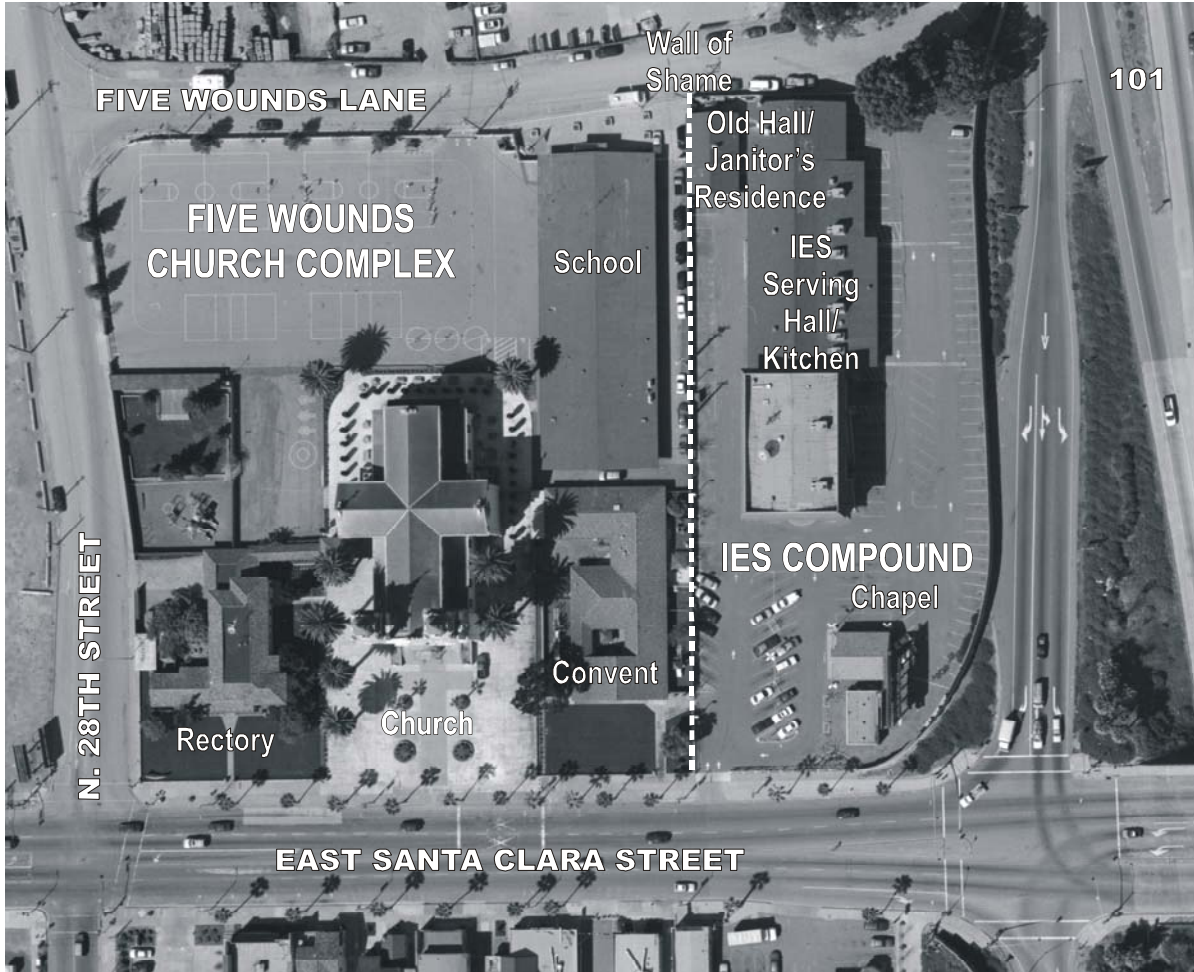 Wall of
Shame
101
FIVE WOUNDS LANE
Old Hall/
Janitor's
Residence
FIVE WOUNDS
CHURCH COMPLEX
School
IES
Serving
Hall/
Kitchen
IES COMPOUND
Chapel
N. 28TH STREET
Convent
Church
Rectory
EAST SANTA CLARA STREET